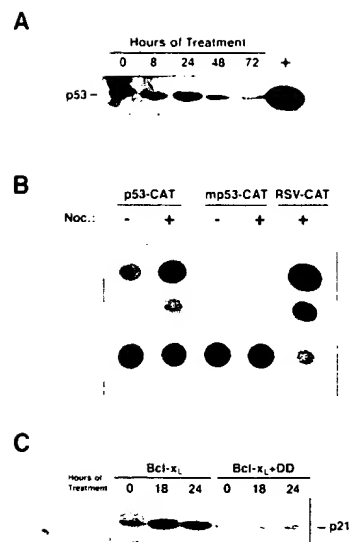 A
Hours of Treatment
0 8 24 48 72 +
p53 –
B
p53-CAT mp53-CAT RSV-CAT
Noc.: - + - + +
C
Bcl-xL Bcl-xL+DD
Hours of
Treatment 0 18 24 0 18 24
– p21